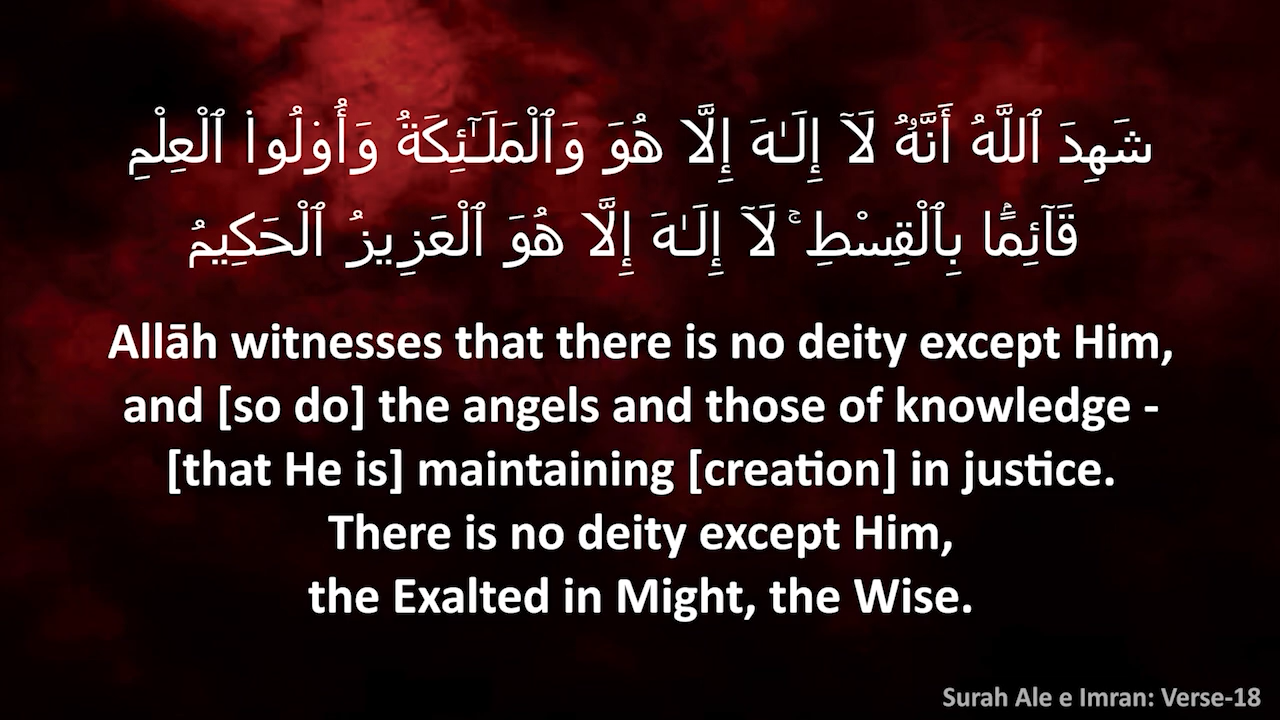 شَهِدَ ٱللَّهُ أَنَّهُۥ لَآ إِلَـٰهَ إِلَّا هُوَ وَٱلْمَلَـٰٓئِكَةُ وَأُو۟لُوا۟ ٱلْعِلْمِ
قَآئِمًۢا بِٱلْقِسْطِ ۚ لَآ إِلَـٰهَ إِلَّا هُوَ ٱلْعَزِيزُ ٱلْحَكِيمُ
Allāh witnesses that there is no deity except Him,
and [so do] the angels and those of knowledge -
[that He is] maintaining [creation] in justice.
There is no deity except Him,
the Exalted in Might, the Wise.
Surah Ale e Imran: Verse-18